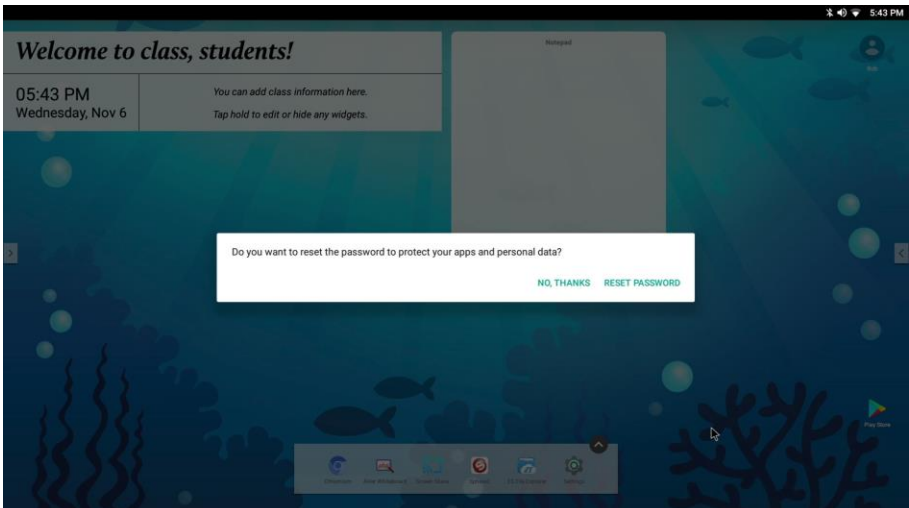 5:43 PM
Welcome to class, students!
05:43 PM
Wednesday, Nov 6
You can add class information here.
Tap hold to edit or hide any widgets.
Notepad
Do you want to reset the password to protect your apps and personal data?
NO, THANKS RESET PASSWORD
Play Store
Settings